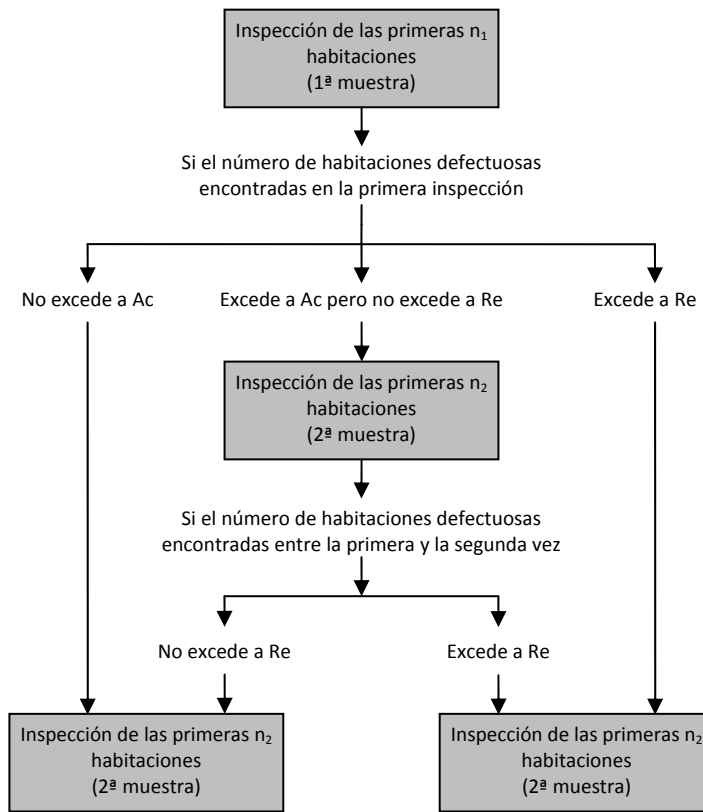 Inspección de las primeras n₁
habitaciones
(1ª muestra)
Si el número de habitaciones defectuosas
encontradas en la primera inspección
No excede a Ac
Excede a Ac pero no excede a Re
Excede a Re
Inspección de las primeras n₂
habitaciones
(2ª muestra)
Si el número de habitaciones defectuosas
encontradas entre la primera y la segunda vez
No excede a Re
Excede a Re
Inspección de las primeras n₂
habitaciones
(2ª muestra)
Inspección de las primeras n₂
habitaciones
(2ª muestra)